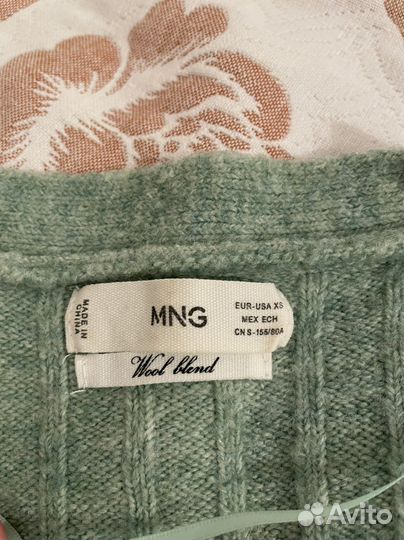 MADE IN
CHINA
MNG
EUR-USA XS
MEX ECH
CN S-155/80A
Wool blend
Avito